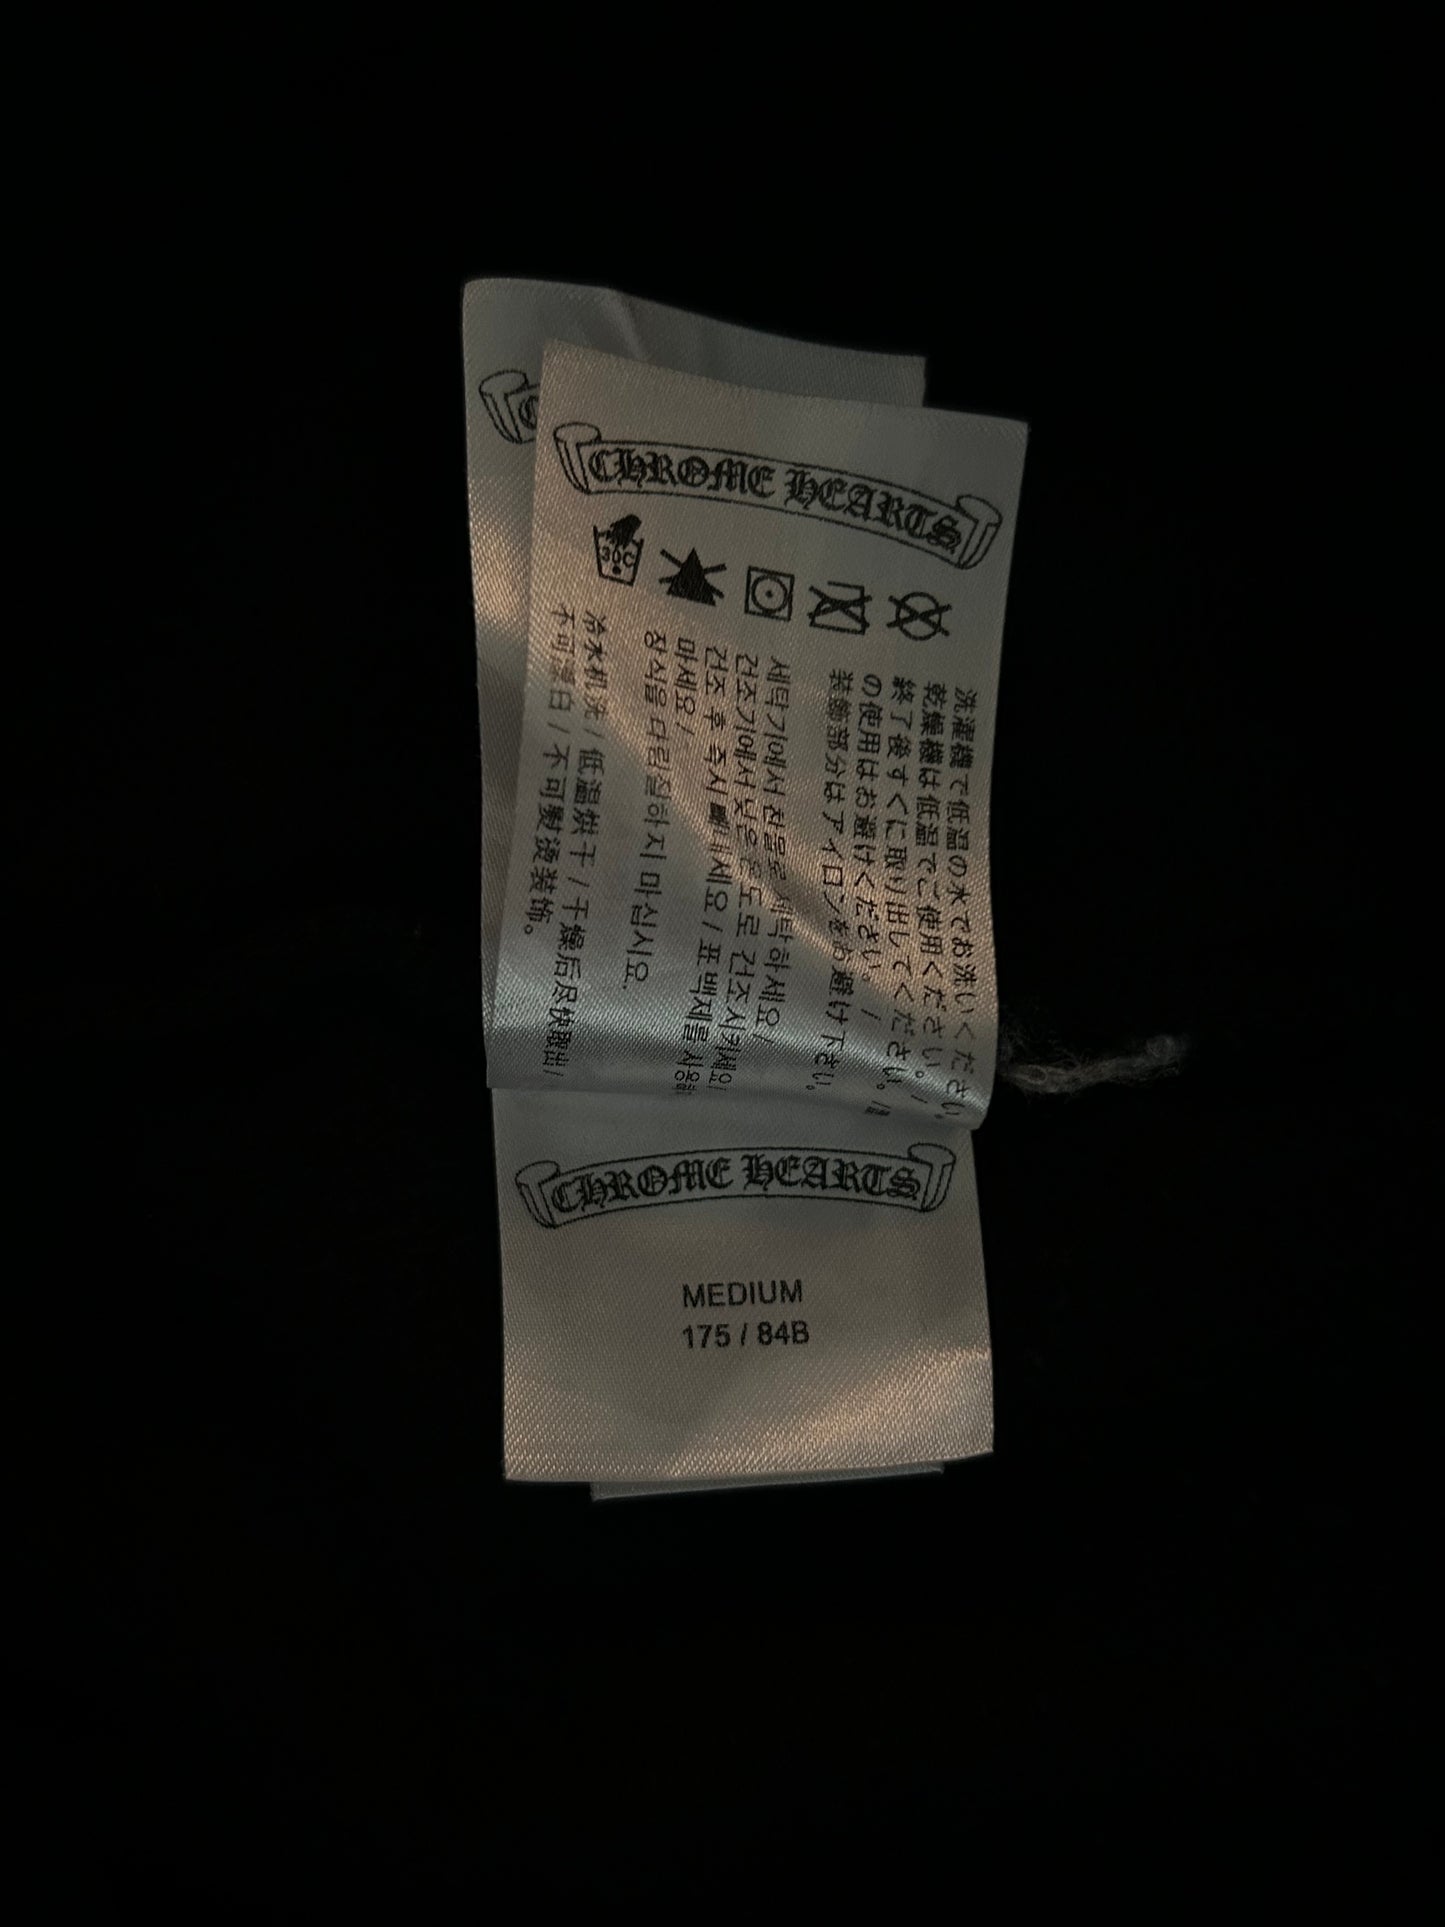 CHROME HEARTS
30C
洗濯機で低温の水でお洗いください。/
乾燥機は低温でご使用ください。/
終了後すぐに取り出してください。/
の使用はお避けください。/
装飾部分はアイロンをお避け下さい。
세탁기에서 찬물로 세탁하세요 /
건조기에서 낮은 온도로 건조시키세요 /
건조 후 즉시 빼내세요 / 표백제를 사용
마세요 /
장식을 다림질하지 마십시요.
冷水机洗 / 低温烘干 / 干燥后尽快取出 /
不可漂白 / 不可熨烫装饰。
CHROME HEARTS
MEDIUM
175 / 84B